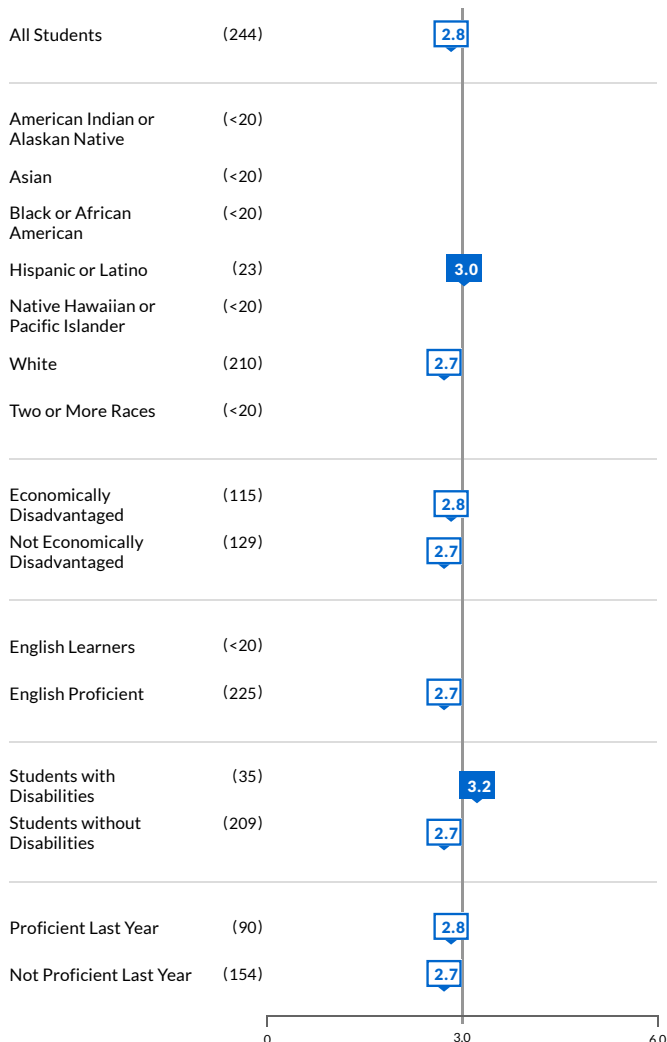 All Students (244) 2.8
American Indian or (<20)
Alaskan Native
Asian (<20)
Black or African (<20)
American
Hispanic or Latino (23) 3.0
Native Hawaiian or (<20)
Pacific Islander
White (210) 2.7
Two or More Races (<20)
Economically (115) 2.8
Disadvantaged
Not Economically (129) 2.7
Disadvantaged
English Learners (<20)
English Proficient (225) 2.7
Students with (35) 3.2
Disabilities
Students without (209) 2.7
Disabilities
Proficient Last Year (90) 2.8
Not Proficient Last Year (154) 2.7
0 3.0 6.0